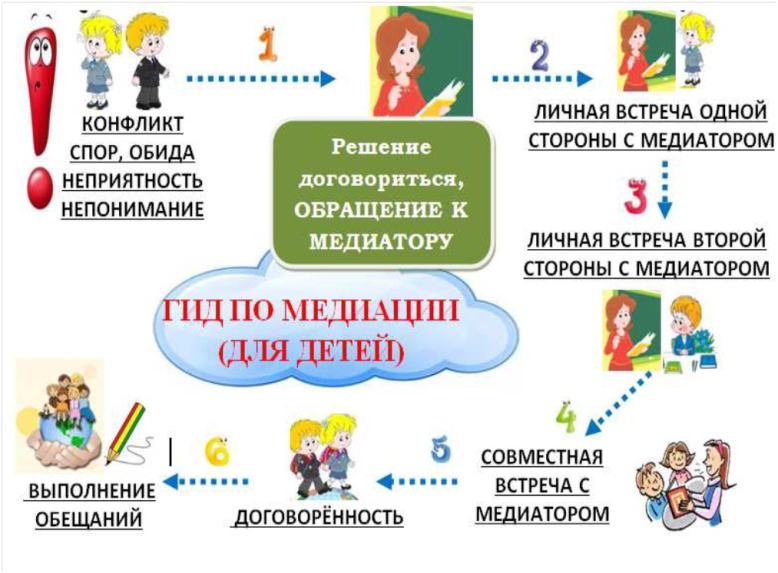 КОНФЛИКТ
СПОР, ОБИДА
НЕПРИЯТНОСТЬ
НЕПОНИМАНИЕ
1
Решение
договориться,
ОБРАЩЕНИЕ К
МЕДИАТОРУ
2
ЛИЧНАЯ ВСТРЕЧА ОДНОЙ
СТОРОНЫ С МЕДИАТОРОМ
3
ЛИЧНАЯ ВСТРЕЧА ВТОРОЙ
СТОРОНЫ С МЕДИАТОРОМ
ГИД ПО МЕДИАЦИИ
(ДЛЯ ДЕТЕЙ)
4
СОВМЕСТНАЯ
ВСТРЕЧА С
МЕДИАТОРОМ
5
ДОГОВОРЁННОСТЬ
6
ВЫПОЛНЕНИЕ
ОБЕЩАНИЙ